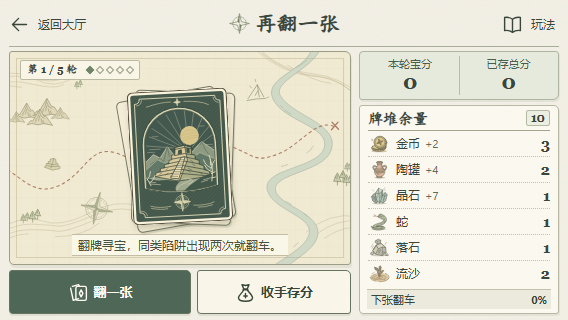 返回大厅
再翻一张
玩法
第 1 / 5 轮
翻牌寻宝，同类陷阱出现两次就翻车。
翻一张
收手存分
本轮宝分
0
已存总分
0
牌堆余量
10
金币 +2 3
陶罐 +4 2
晶石 +7 1
蛇 1
落石 1
流沙 2
下张翻车 0%